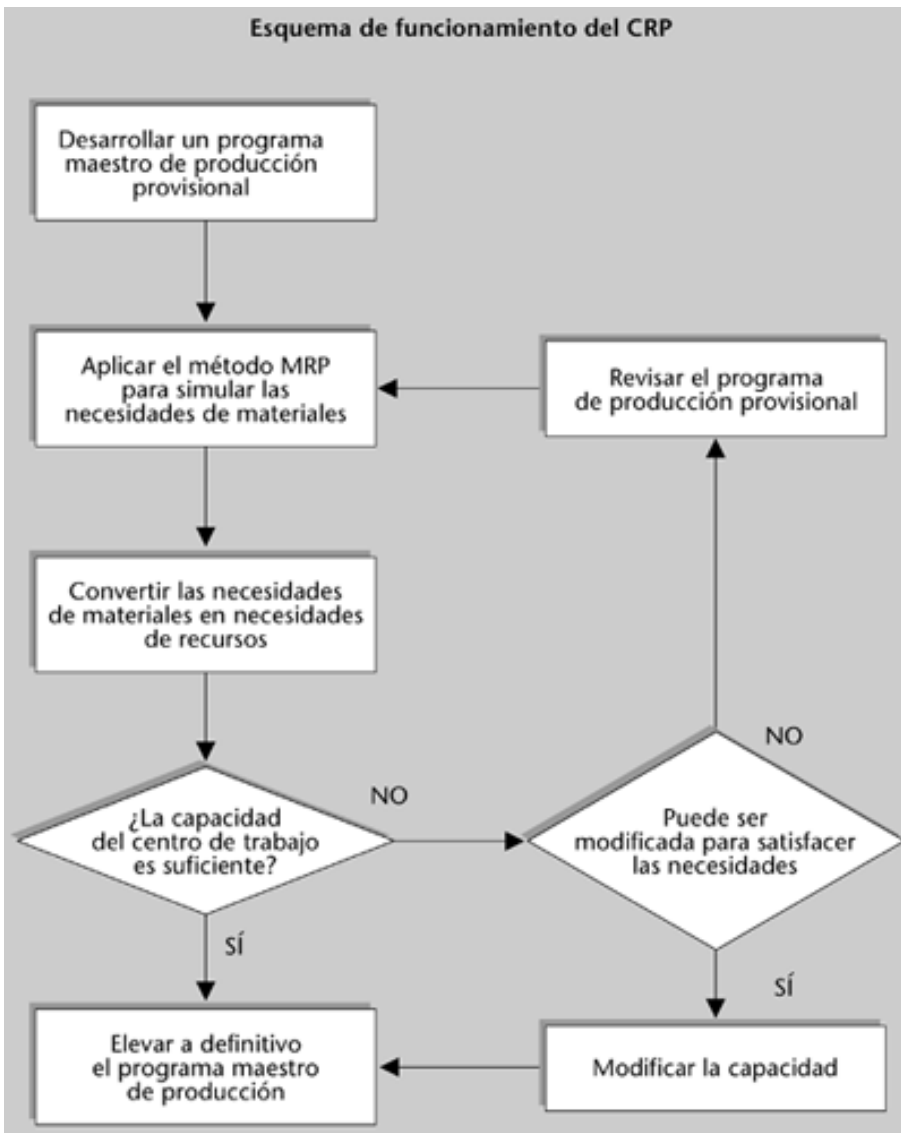 Esquema de funcionamiento del CRP
Desarrollar un programa
maestro de producción
provisional
Aplicar el método MRP
para simular las
necesidades de materiales
Revisar el programa
de producción provisional
Convertir las necesidades
de materiales en necesidades
de recursos
¿La capacidad
del centro de trabajo
es suficiente?
NO
Puede ser
modificada para satisfacer
las necesidades
NO
SÍ
SÍ
Elevar a definitivo
el programa maestro
de producción
Modificar la capacidad